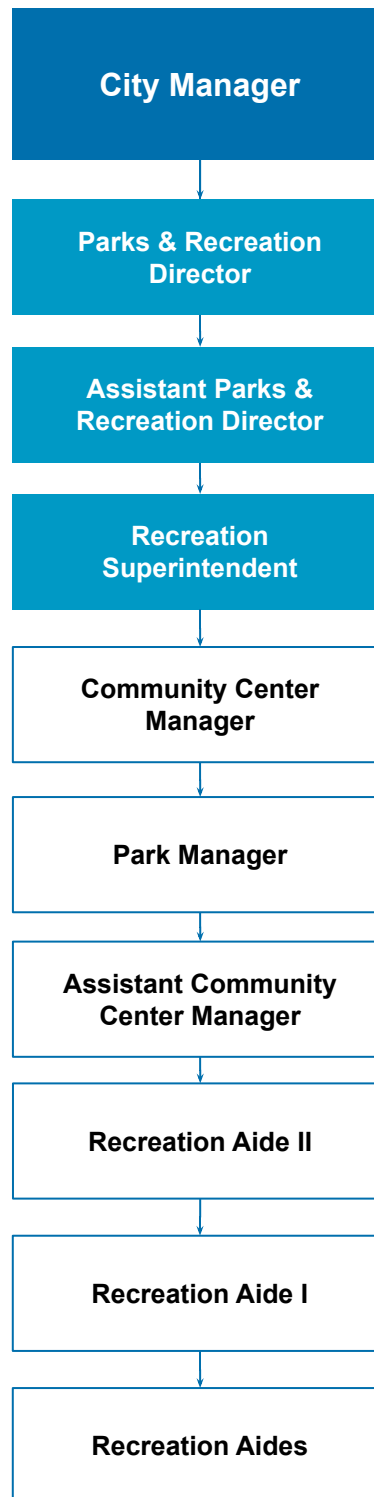 City Manager
Parks & Recreation
Director
Assistant Parks &
Recreation Director
Recreation
Superintendent
Community Center
Manager
Park Manager
Assistant Community
Center Manager
Recreation Aide II
Recreation Aide I
Recreation Aides